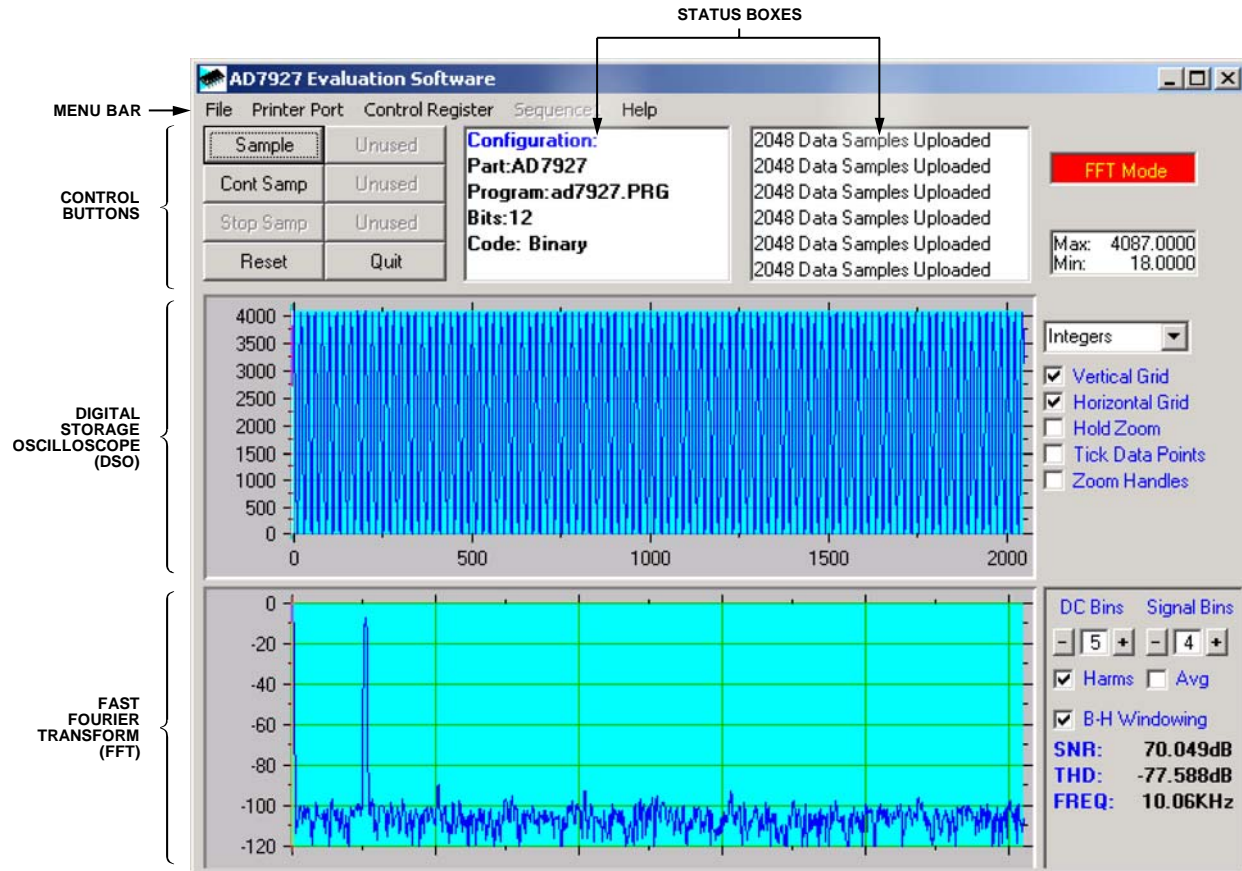 STATUS BOXES
AD7927 Evaluation Software
MENU BAR
File Printer Port Control Register Sequence Help
CONTROL
BUTTONS
Sample Unused
Cont Samp Unused
Stop Samp Unused
Reset Quit
Configuration:
Part:AD7927
Program:ad7927.PRG
Bits:12
Code: Binary
2048 Data Samples Uploaded
2048 Data Samples Uploaded
2048 Data Samples Uploaded
2048 Data Samples Uploaded
2048 Data Samples Uploaded
2048 Data Samples Uploaded
FFT Mode
Max: 4087.0000
Min: 18.0000
DIGITAL
STORAGE
OSCILLOSCOPE
(DSO)
4000
3500
3000
2500
2000
1500
1000
500
0
0 500 1000 1500 2000
Integers
Vertical Grid
Horizontal Grid
Hold Zoom
Tick Data Points
Zoom Handles
FAST
FOURIER
TRANSFORM
(FFT)
0
-20
-40
-60
-80
-100
-120
DC Bins Signal Bins
- 5 + - 4 +
Harms Avg
B-H Windowing
SNR: 70.049dB
THD: -77.588dB
FREQ: 10.06KHz